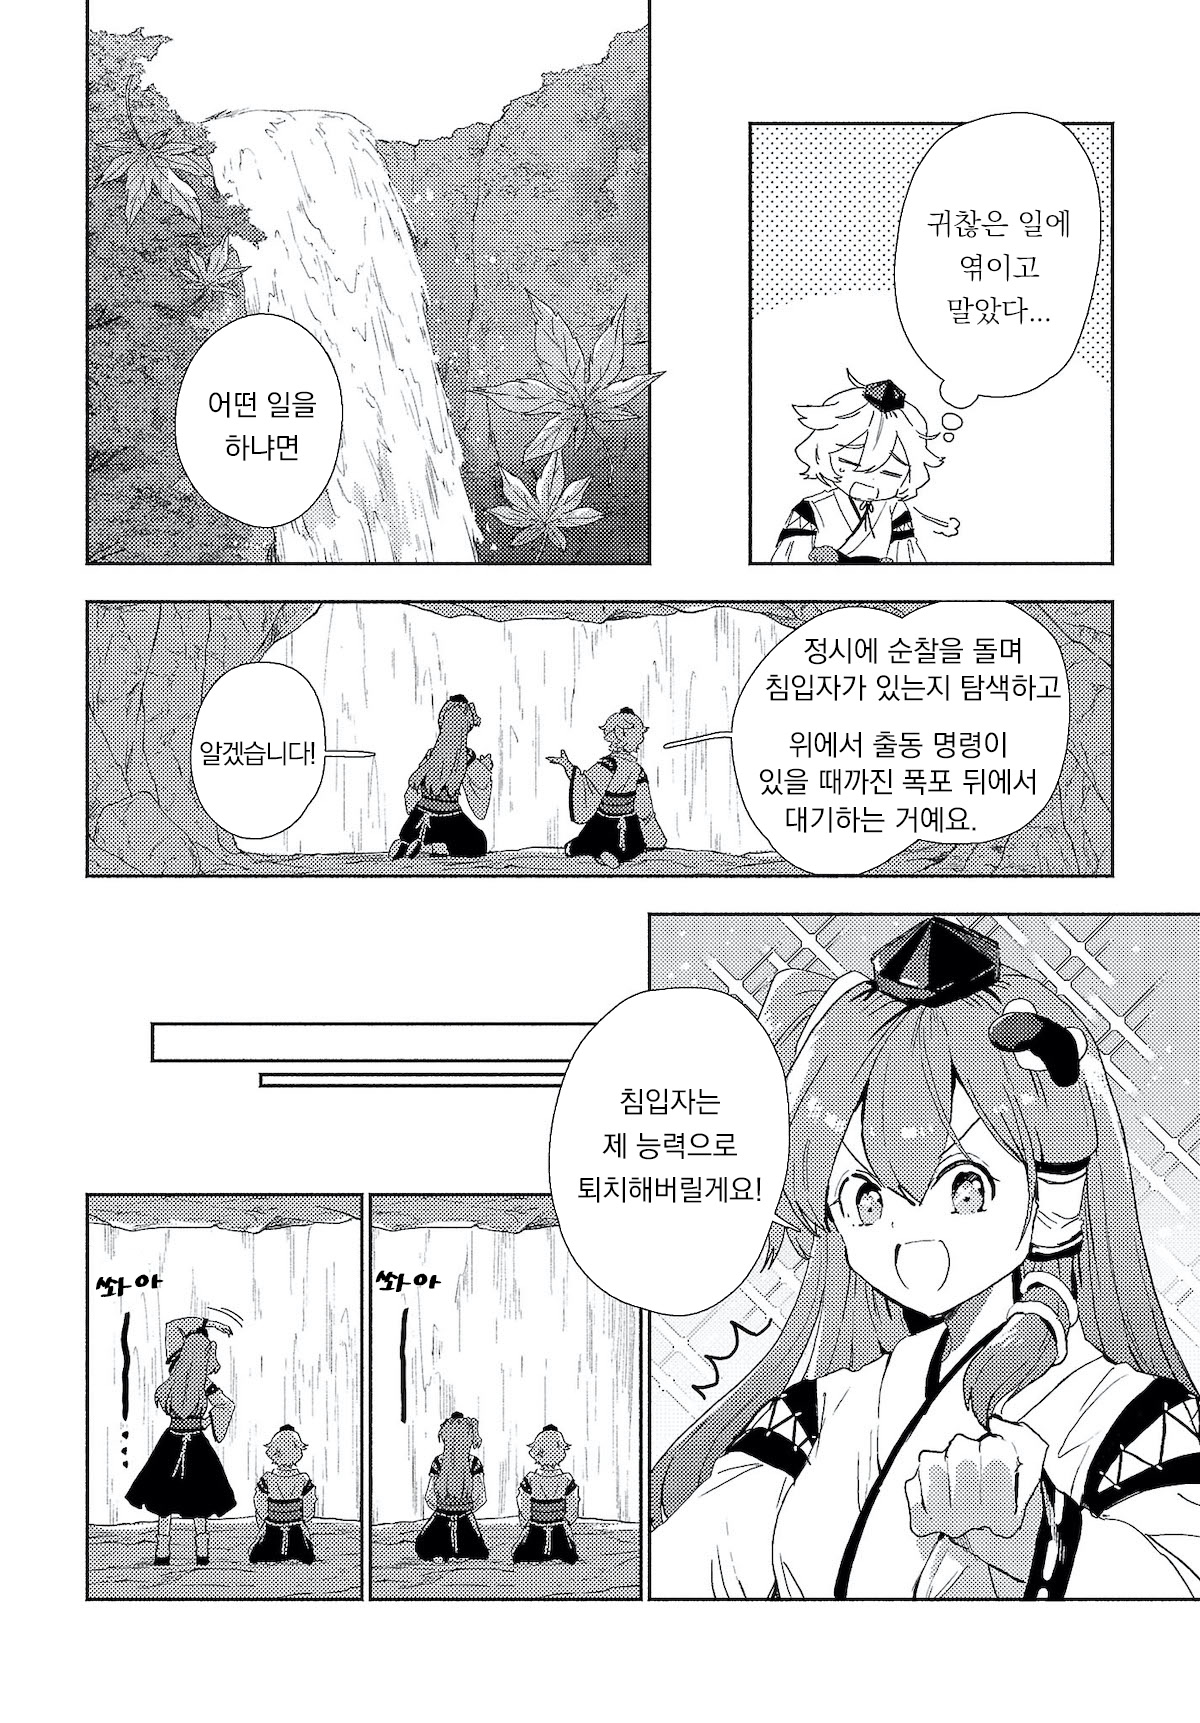 귀찮은 일에
엮이고
말았다...
어떤 일을
하냐면
정시에 순찰을 돌며
침입자가 있는지 탐색하고
위에서 출동 명령이
있을 때까진 폭포 뒤에서
대기하는 거예요.
알겠습니다!
침입자는
제 능력으로
퇴치해버릴게요!
쏴아
쏴아